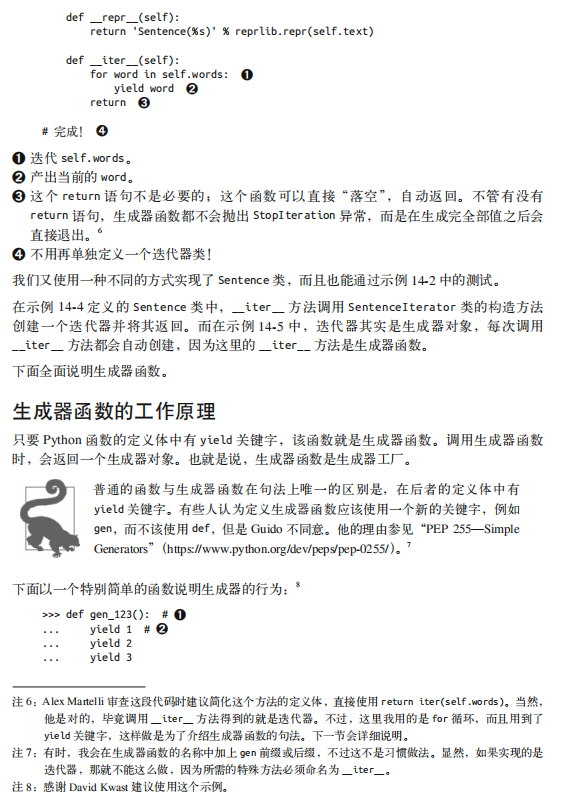 def __repr__(self):
return 'Sentence(%s)' % reprlib.repr(self.text)
def __iter__(self):
for word in self.words: ❶
yield word ❷
return ❸
# 完成! ❹
❶ 迭代 self.words。
❷ 产出当前的 word。
❸ 这个 return 语句不是必要的；这个函数可以直接“落空”，自动返回。不管有没有
return 语句，生成器函数都不会抛出 StopIteration 异常，而是在生成完全部值之后会
直接退出。6
❹ 不用再单独定义一个迭代器类！
我们又使用一种不同的方式实现了 Sentence 类，而且也能通过示例 14-2 中的测试。
在示例 14-4 定义的 Sentence 类中，__iter__ 方法调用 SentenceIterator 类的构造方法
创建一个迭代器并将其返回。而在示例 14-5 中，迭代器其实是生成器对象，每次调用
__iter__ 方法都会自动创建，因为这里的 __iter__ 方法是生成器函数。
下面全面说明生成器函数。
生成器函数的工作原理
只要 Python 函数的定义体中有 yield 关键字，该函数就是生成器函数。调用生成器函数
时，会返回一个生成器对象。也就是说，生成器函数是生成器工厂。
普通的函数与生成器函数在句法上唯一的区别是，在后者的定义体中有
yield 关键字。有些人认为定义生成器函数应该使用一个新的关键字，例如
gen，而不该使用 def，但是 Guido 不同意。他的理由参见“PEP 255—Simple
Generators”（https://www.python.org/dev/peps/pep-0255/）。7
下面以一个特别简单的函数说明生成器的行为：8
>>> def gen_123(): # ❶
... yield 1 # ❷
... yield 2
... yield 3
注 6：Alex Martelli 审查这段代码时建议简化这个方法的定义体，直接使用 return iter(self.words)。当然，
他是对的，毕竟调用 __iter__ 方法得到的就是迭代器。不过，这里我用的是 for 循环，而且用到了
yield 关键字，这样做是为了介绍生成器函数的句法。下一节会详细说明。
注 7：有时，我会在生成器函数的名称中加上 gen 前缀或后缀，不过这不是习惯做法。显然，如果实现的是
迭代器，那就不能这么做，因为所需的特殊方法必须命名为 __iter__。
注 8：感谢 David Kwast 建议使用这个示例。